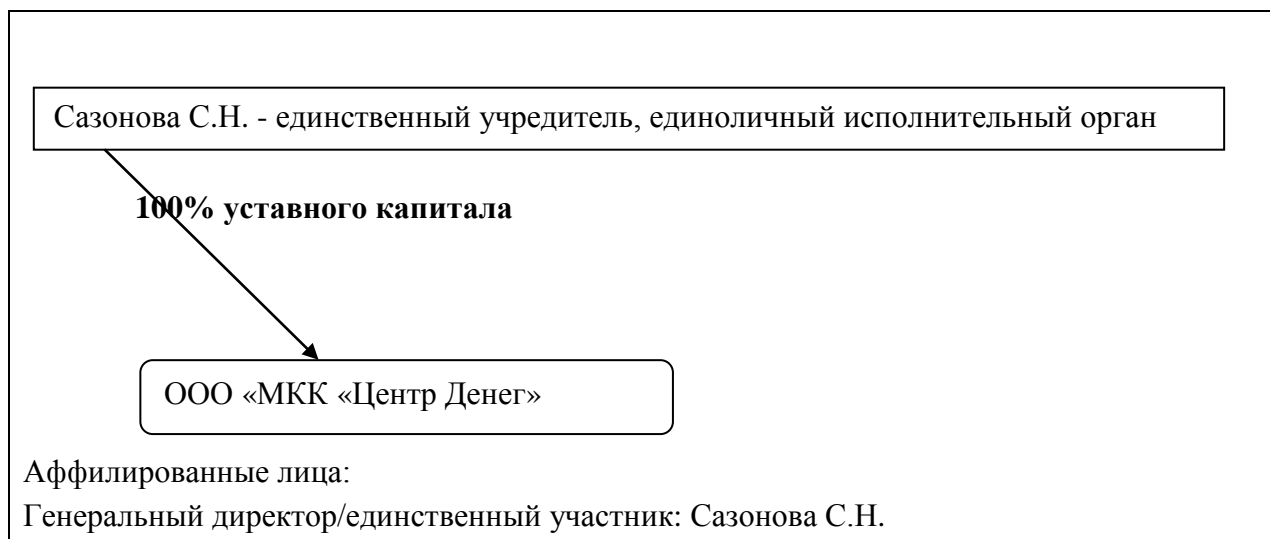 Сазонова С.Н. - единственный учредитель, единоличный исполнительный орган
100% уставного капитала
ООО «МКК «Центр Денег»
Аффилированные лица:
Генеральный директор/единственный участник: Сазонова С.Н.